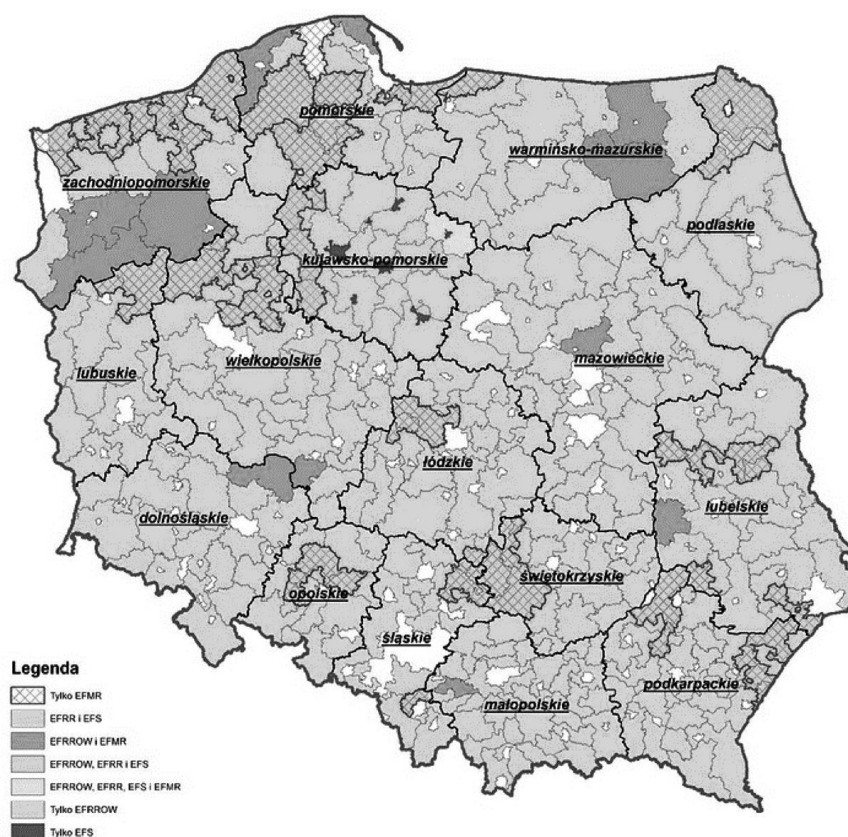 pomorskie
warmińsko-mazurskie
zachodniopomorskie
podlaskie
kujawsko-pomorskie
mazowieckie
wielkopolskie
lubuskie
łódzkie
lubelskie
dolnośląskie
świętokrzyskie
opolskie
śląskie
podkarpackie
małopolskie
Legenda
Tylko EFMR
EFRR i EFS
EFRROW i EFMR
EFRROW, EFRR i EFS
EFRROW, EFRR, EFS i EFMR
Tylko EFRROW
Tylko EFS